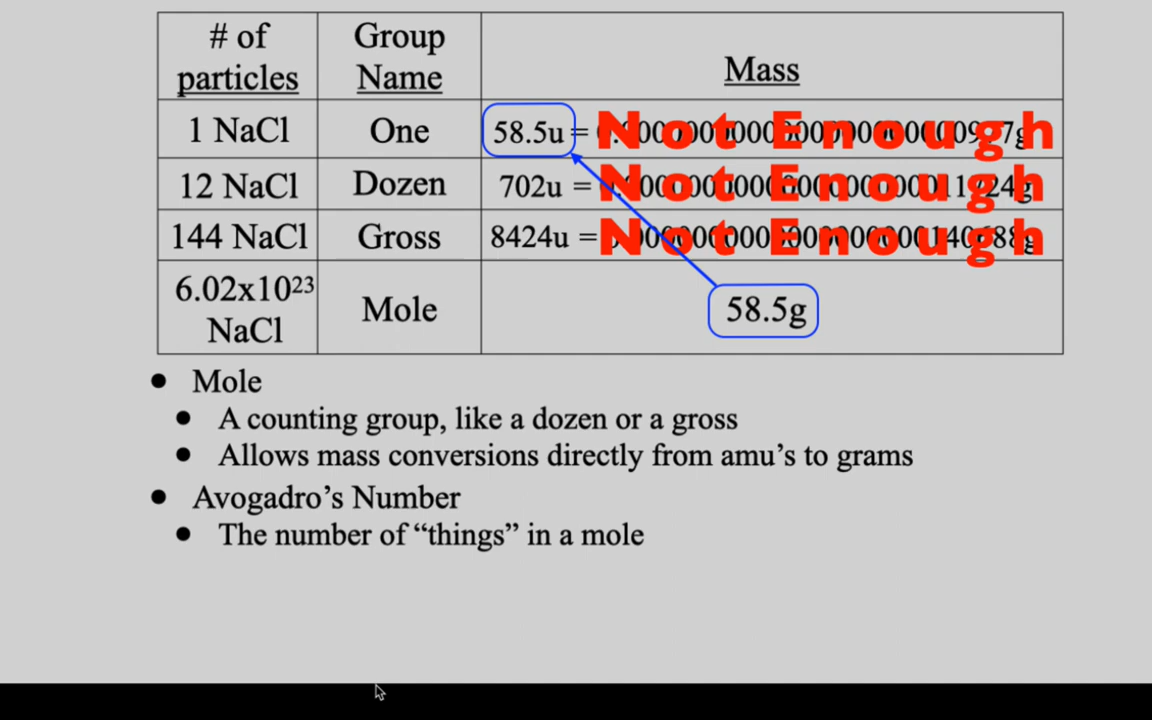 # of particles
Group Name
Mass
1 NaCl
One
58.5u =
Not Enough
12 NaCl
Dozen
702u =
Not Enough
144 NaCl
Gross
8424u =
Not Enough
6.02x10²³ NaCl
Mole
58.5g
● Mole
● A counting group, like a dozen or a gross
● Allows mass conversions directly from amu’s to grams
● Avogadro’s Number
● The number of “things” in a mole